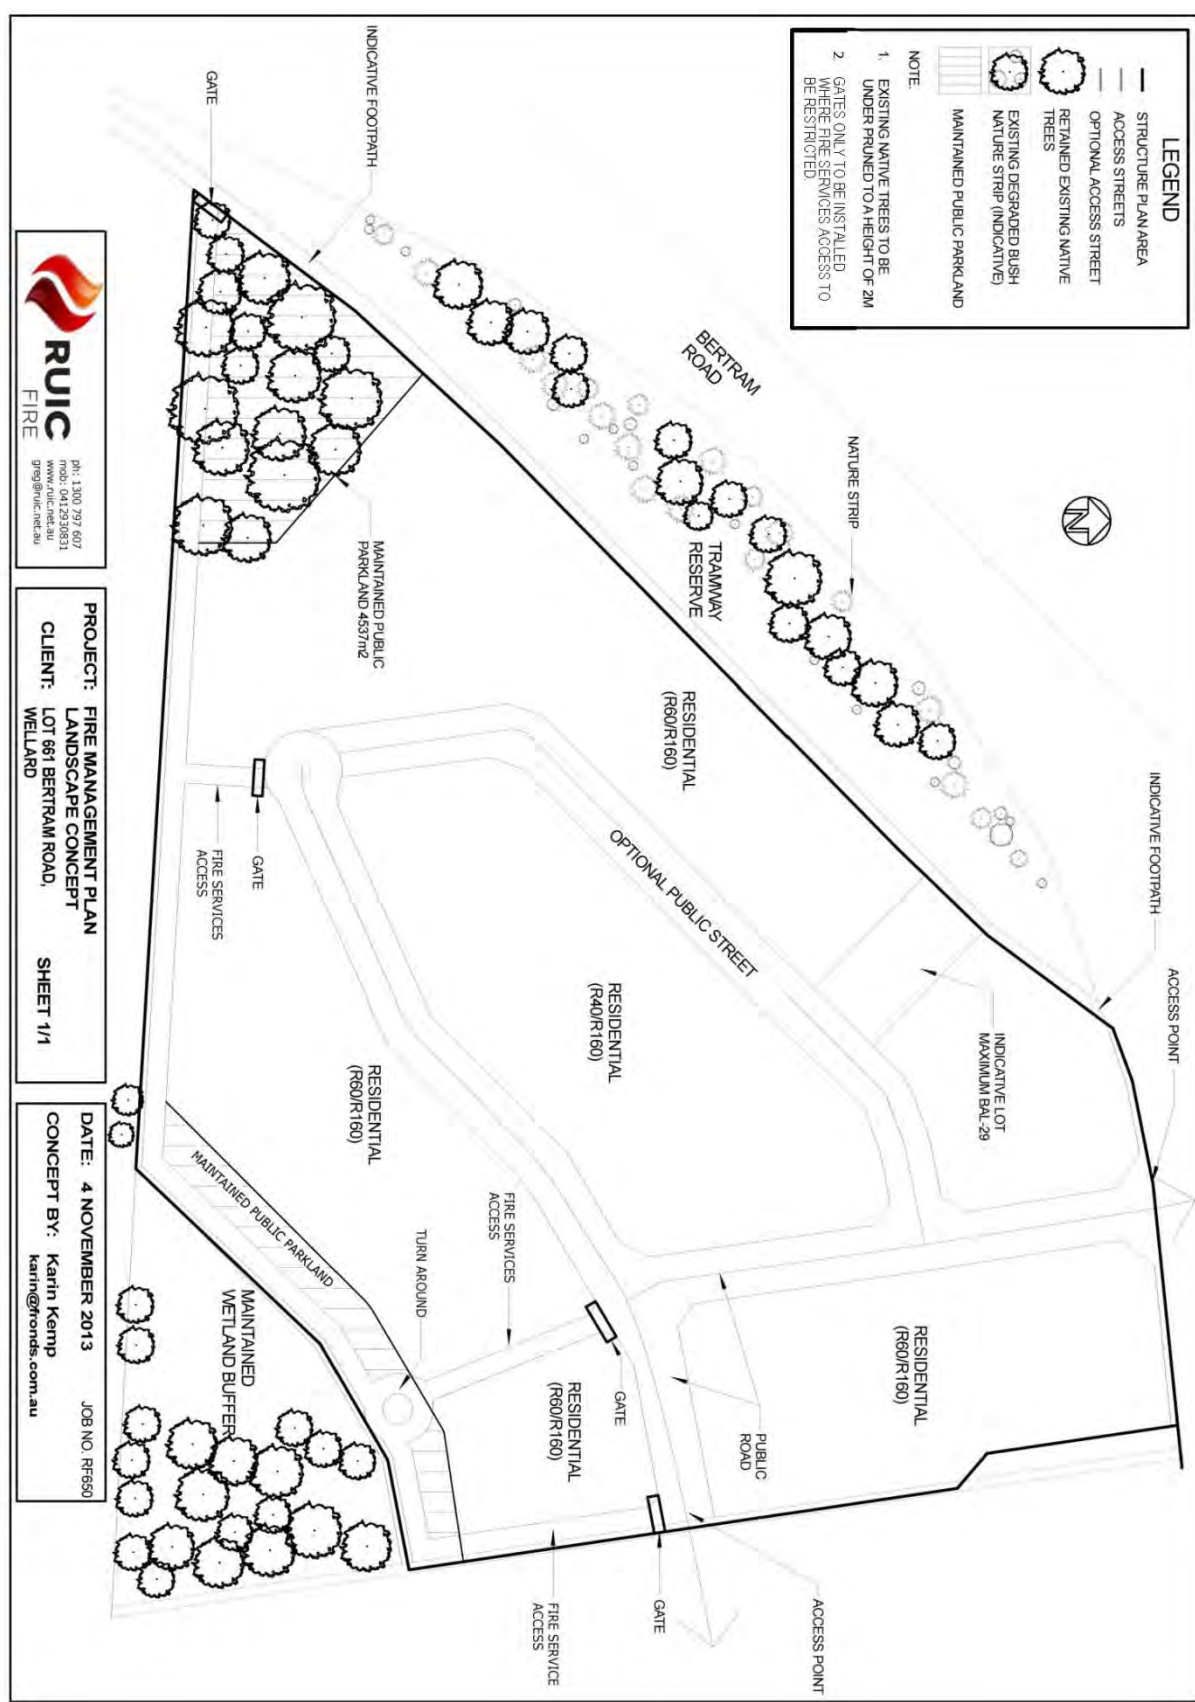 LEGEND
STRUCTURE PLAN AREA
ACCESS STREETS
OPTIONAL ACCESS STREET
RETAINED EXISTING NATIVE
TREES
EXISTING DEGRADED BUSH
NATURE STRIP (INDICATIVE)
MAINTAINED PUBLIC PARKLAND
NOTE.
1. EXISTING NATIVE TREES TO BE
UNDER PRUNED TO A HEIGHT OF 2M
2. GATES ONLY TO BE INSTALLED
WHERE FIRE SERVICES ACCESS TO
BE RESTRICTED.
N
INDICATIVE FOOTPATH
GATE
BERTRAM
ROAD
NATURE STRIP
TRAMWAY
RESERVE
INDICATIVE FOOTPATH
ACCESS POINT
MAINTAINED PUBLIC
PARKLAND 4537m2
RESIDENTIAL
(R60/R160)
OPTIONAL PUBLIC STREET
INDICATIVE LOT
MAXIMUM BAL-29
RESIDENTIAL
(R40/R160)
RESIDENTIAL
(R60/R160)
GATE
FIRE SERVICES
ACCESS
RESIDENTIAL
(R60/R160)
FIRE SERVICES
ACCESS
GATE
PUBLIC
ROAD
ACCESS POINT
RESIDENTIAL
(R60/R160)
TURN AROUND
MAINTAINED PUBLIC PARKLAND
MAINTAINED
WETLAND BUFFER
GATE
FIRE SERVICE
ACCESS
RUIC
FIRE
ph: 1300 797 607
mob: 0412930831
www.ruic.net.au
greg@ruic.net.au
PROJECT: FIRE MANAGEMENT PLAN
LANDSCAPE CONCEPT
CLIENT: LOT 661 BERTRAM ROAD,
WELLARD
SHEET 1/1
DATE: 4 NOVEMBER 2013
JOB NO. RF650
CONCEPT BY: Karin Kemp
karin@fronds.com.au